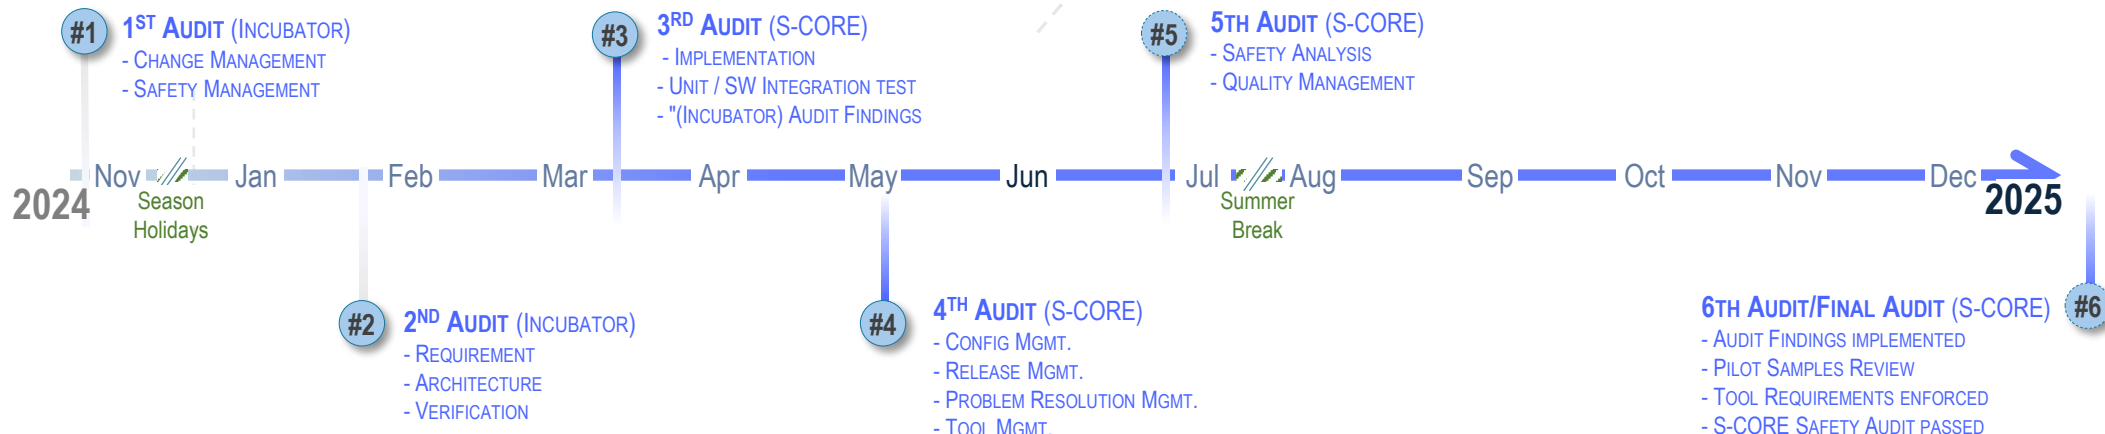 #1
1ST AUDIT (INCUBATOR)
- CHANGE MANAGEMENT
- SAFETY MANAGEMENT
#3
3RD AUDIT (S-CORE)
- IMPLEMENTATION
- UNIT / SW INTEGRATION TEST
- "(INCUBATOR) AUDIT FINDINGS
#5
5TH AUDIT (S-CORE)
- SAFETY ANALYSIS
- QUALITY MANAGEMENT
2024 Nov Jan Feb Mar Apr May Jun Jul Aug Sep Oct Nov Dec 2025
Season
Holidays
Summer
Break
#2
2ND AUDIT (INCUBATOR)
- REQUIREMENT
- ARCHITECTURE
- VERIFICATION
#4
4TH AUDIT (S-CORE)
- CONFIG MGMT.
- RELEASE MGMT.
- PROBLEM RESOLUTION MGMT.
- TOOL MGMT.
6TH AUDIT/FINAL AUDIT (S-CORE)
#6
- AUDIT FINDINGS IMPLEMENTED
- PILOT SAMPLES REVIEW
- TOOL REQUIREMENTS ENFORCED
- S-CORE SAFETY AUDIT PASSED